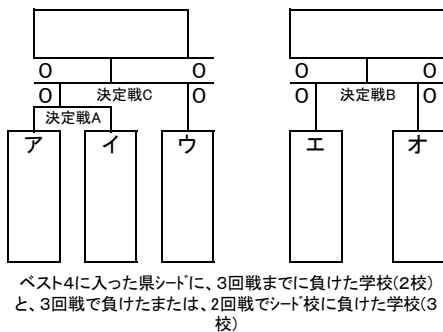 0 0 0 0
0 決定戦C 0 0 決定戦B 0
決定戦A
ア イ ウ エ オ
ベスト4に入った県シードに、3回戦までに負けた学校(2校)
と、3回戦で負けたまたは、2回戦でシード校に負けた学校(3
校)